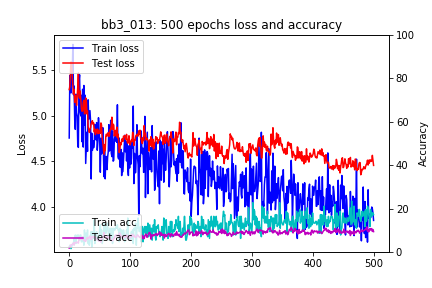 bb3_013: 500 epochs loss and accuracy
Train loss
Test loss
Train acc
Test acc
Loss
5.5
5.0
4.5
4.0
Accuracy
100
80
60
40
20
0
0
100
200
300
400
500